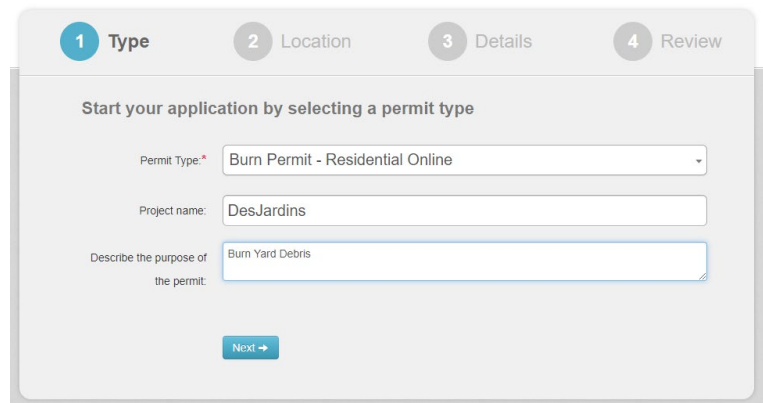 1 Type 2 Location 3 Details 4 Review
Start your application by selecting a permit type
Permit Type:* Burn Permit - Residential Online
Project name: DesJardins
Describe the purpose of Burn Yard Debris
the permit:
Next →